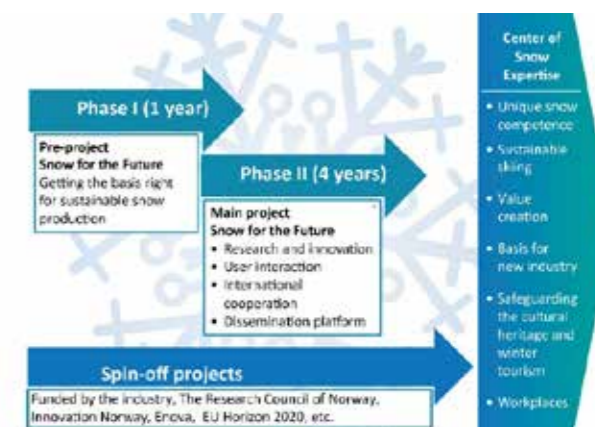 Phase I (1 year)
Pre-project
Snow for the Future
Getting the basis right
for sustainable snow
production
Phase II (4 years)
Main project
Snow for the Future
• Research and innovation
• User interaction
• International
cooperation
• Dissemination platform
Spin-off projects
Funded by the industry, The Research Council of Norway,
Innovation Norway, Enova, EU Horizon 2020, etc.
Center of
Snow
Expertise
• Unique snow
competence
• Sustainable
skiing
• Value
creation
• Basis for
new industry
• Safeguarding
the cultural
heritage and
winter
tourism
• Workplaces